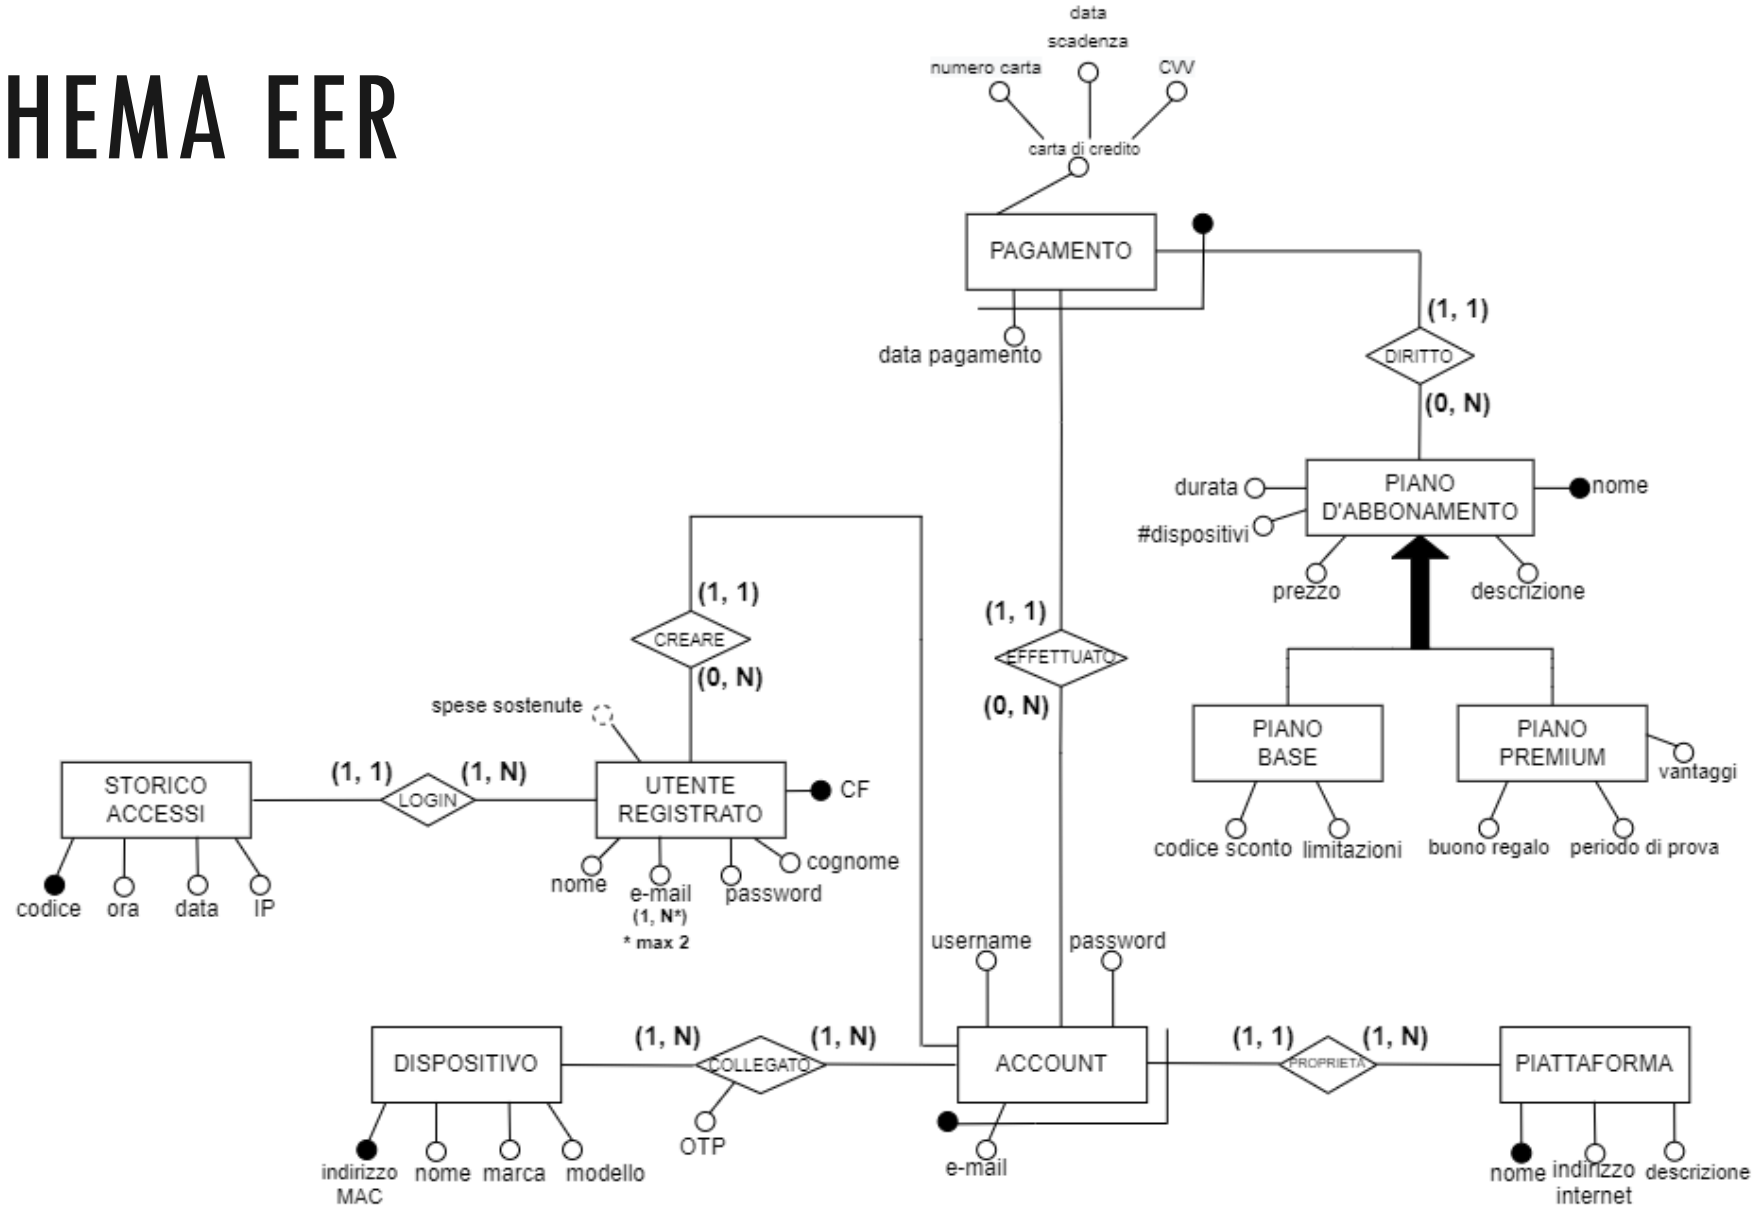 HEMA EER
data
scadenza
numero carta
CVV
carta di credito
PAGAMENTO
data pagamento
(1, 1)
DIRITTO
(0, N)
PIANO
D'ABBONAMENTO
durata
#dispositivi
nome
prezzo
descrizione
(1, 1)
CREARE
(0, N)
(1, 1)
EFFETTUATO
(0, N)
PIANO
BASE
codice sconto
limitazioni
PIANO
PREMIUM
vantaggi
buono regalo
periodo di prova
spese sostenute
STORICO
ACCESSI
(1, 1)
LOGIN
(1, N)
UTENTE
REGISTRATO
CF
codice
ora
data
IP
nome
e-mail
(1, N*)
* max 2
password
cognome
username
password
DISPOSITIVO
(1, N)
COLLEGATO
(1, N)
OTP
ACCOUNT
(1, 1)
PROPRIETÀ
(1, N)
PIATTAFORMA
indirizzo
MAC
nome
marca
modello
e-mail
nome
indirizzo
internet
descrizione